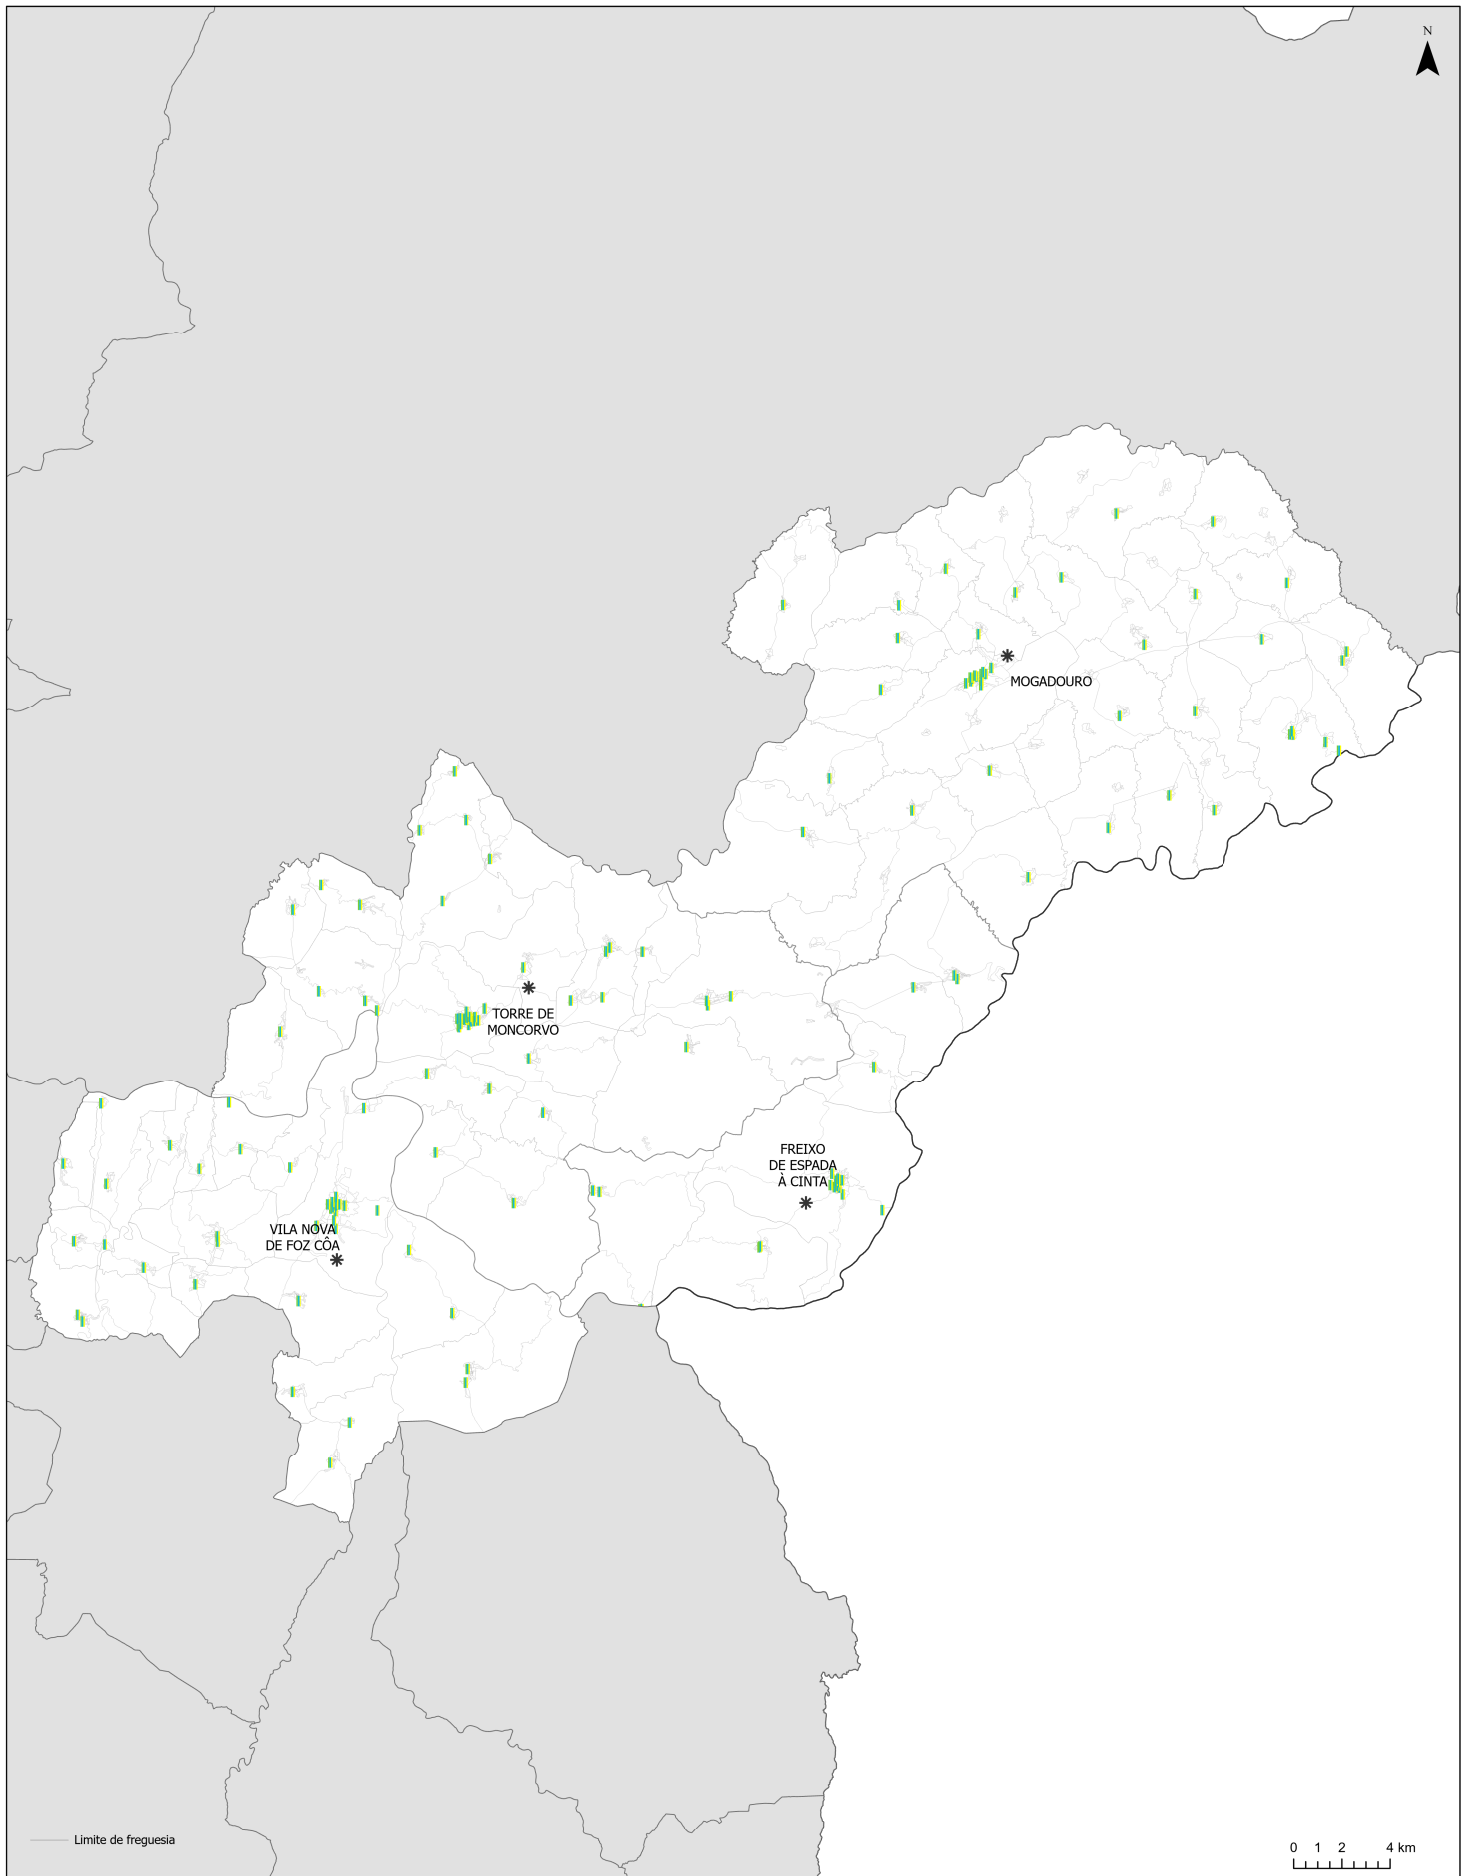 N
MOGADOURO
TORRE DE
MONCORVO
FREIXO
DE ESPADA
À CINTA
VILA NOVA
DE FOZ CÔA
Limite de freguesia
0 1 2 4 km